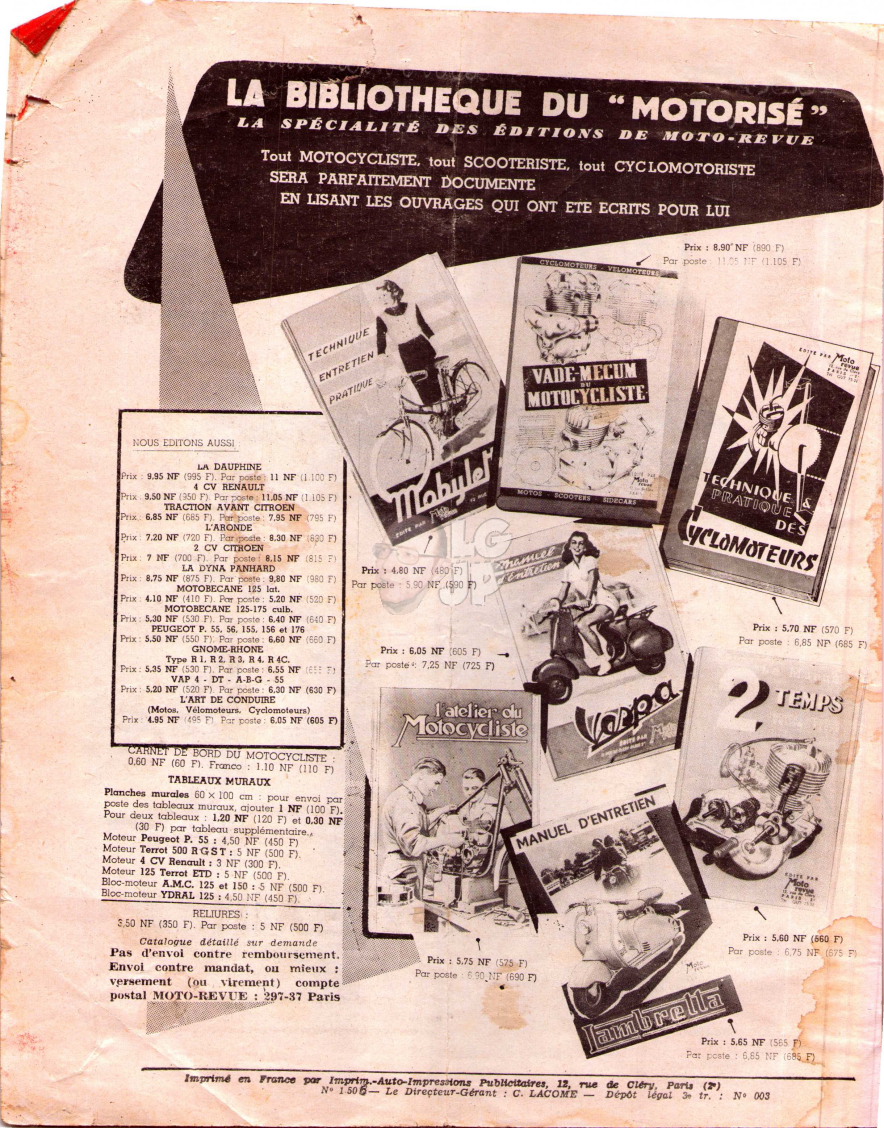 LA BIBLIOTHEQUE DU "MOTORISÉ"
LA SPÉCIALITÉ DES ÉDITIONS DE MOTO-REVUE
Tout MOTOCYCLISTE, tout SCOOTERISTE, tout CYCLOMOTORISTE
SERA PARFAITEMENT DOCUMENTE
EN LISANT LES OUVRAGES QUI ONT ETE ECRITS POUR LUI
Prix : 8.90 NF (890 F)
Par poste : 11.05 NF (1.105 F)
TECHNIQUE
ENTRETIEN
PRATIQUE
Mobylet
EDITÉ PAR
CYCLOMOTEURS - VELOMOTEURS
VADE-MECUM
DU
MOTOCYCLISTE
MOTOS - SCOOTERS - SIDECARS
EDITÉ PAR
Moto
revue
TECHNIQUE &
PRATIQUE
DES
Cyclomoteurs
NOUS EDITONS AUSSI :
LA DAUPHINE
Prix : 9.95 NF (995 F). Par poste : 11 NF (1.100 F)
4 CV RENAULT
Prix : 9.50 NF (950 F). Par poste : 11.05 NF (1.105 F)
TRACTION AVANT CITROEN
Prix : 6.85 NF (685 F). Par poste : 7.95 NF (795 F)
L'ARONDE
Prix : 7.20 NF (720 F). Par poste : 8.30 NF (830 F)
2 CV CITROEN
Prix : 7 NF (700 F). Par poste : 8.15 NF (815 F)
LA DYNA PANHARD
Prix : 8.75 NF (875 F). Par poste : 9.80 NF (980 F)
MOTOBECANE 125 lat.
Prix : 4.10 NF (410 F). Par poste : 5.20 NF (520 F)
MOTOBECANE 125-175 culb.
Prix : 5.30 NF (530 F). Par poste : 6.40 NF (640 F)
PEUGEOT P. 55, 56, 155, 156 et 176
Prix : 5.50 NF (550 F). Par poste : 6.60 NF (660 F)
GNOME-RHONE
Type R 1, R 2, R 3, R 4, R 4C.
Prix : 5.35 NF (530 F). Par poste : 6.55 NF (655 F)
VAP 4 - DT - A-B-G - 55
Prix : 5.20 NF (520 F). Par poste : 6.30 NF (630 F)
L'ART DE CONDUIRE
(Motos, Vélomoteurs, Cyclomoteurs)
Prix : 4.95 NF (495 F). Par poste : 6.05 NF (605 F)
CARNET DE BORD DU MOTOCYCLISTE :
0,60 NF (60 F). Franco : 1.10 NF (110 F)
TABLEAUX MURAUX
Planches murales 60 × 100 cm : pour envoi par
poste des tableaux muraux, ajouter 1 NF (100 F).
Pour deux tableaux : 1.20 NF (120 F) et 0.30 NF
(30 F) par tableau supplémentaire.
Moteur Peugeot P. 55 : 4,50 NF (450 F)
Moteur Terrot 500 RGST : 5 NF (500 F).
Moteur 4 CV Renault : 3 NF (300 F).
Moteur 125 Terrot ETD : 5 NF (500 F).
Bloc-moteur A.M.C. 125 et 150 : 5 NF (500 F).
Bloc-moteur YDRAL 125 : 4,50 NF (450 F).
RELIURES :
3,50 NF (350 F). Par poste : 5 NF (500 F)
Catalogue détaillé sur demande
Pas d'envoi contre remboursement.
Envoi contre mandat, ou mieux :
versement (ou virement) compte
postal MOTO-REVUE : 297-37 Paris
Prix : 4.80 NF (480 F)
Par poste : 5.90 NF (590 F)
LG
UP
manuel
d'entretien
Vespa
ÉDITÉ PAR
Prix : 5.70 NF (570 F)
Par poste : 6,85 NF (685 F)
Prix : 6.05 NF (605 F)
Par poste : 7,25 NF (725 F)
l'atelier du
Motocycliste
2 TEMPS
EDITÉ PAR
Moto
revue
MANUEL D'ENTRETIEN
Lambretta
Prix : 5.75 NF (575 F)
Par poste : 6.90 NF (690 F)
Prix : 5,60 NF (560 F)
Par poste : 6,75 NF (675 F)
Prix : 5,65 NF (565 F)
Par poste : 6,85 NF (685 F)
Imprimé en France par Imprim.-Auto-Impressions Publicitaires, 12, rue de Cléry, Paris (2e)
N° 1.506 — Le Directeur-Gérant : C. LACOME — Dépôt légal 3e tr. : N° 003